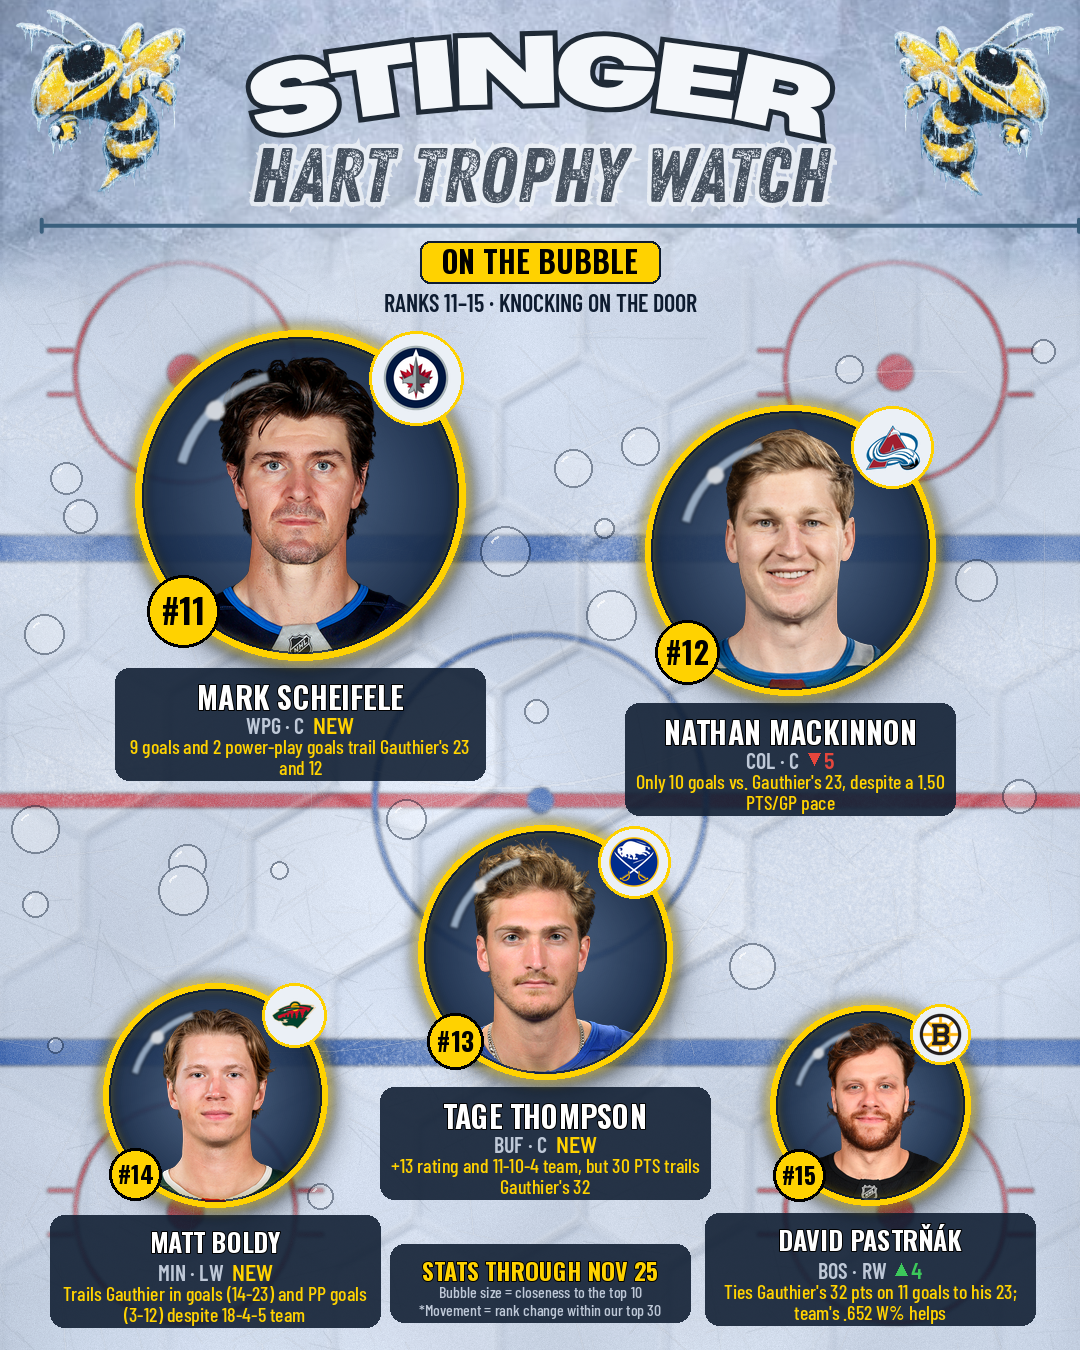 STINGER
HART TROPHY WATCH
ON THE BUBBLE
RANKS 11–15 · KNOCKING ON THE DOOR
#11
MARK SCHEIFELE
WPG · C NEW
9 goals and 2 power-play goals trail Gauthier's 23
and 12
#12
NATHAN MACKINNON
COL · C ▼5
Only 10 goals vs. Gauthier's 23, despite a 1.50
PTS/GP pace
#13
TAGE THOMPSON
BUF · C NEW
+13 rating and 11-10-4 team, but 30 PTS trails
Gauthier's 32
#14
MATT BOLDY
MIN · LW NEW
Trails Gauthier in goals (14-23) and PP goals
(3-12) despite 18-4-5 team
#15
DAVID PASTRŇÁK
BOS · RW ▲4
Ties Gauthier's 32 pts on 11 goals to his 23;
team's .652 W% helps
STATS THROUGH NOV 25
Bubble size = closeness to the top 10
*Movement = rank change within our top 30
B
NHL